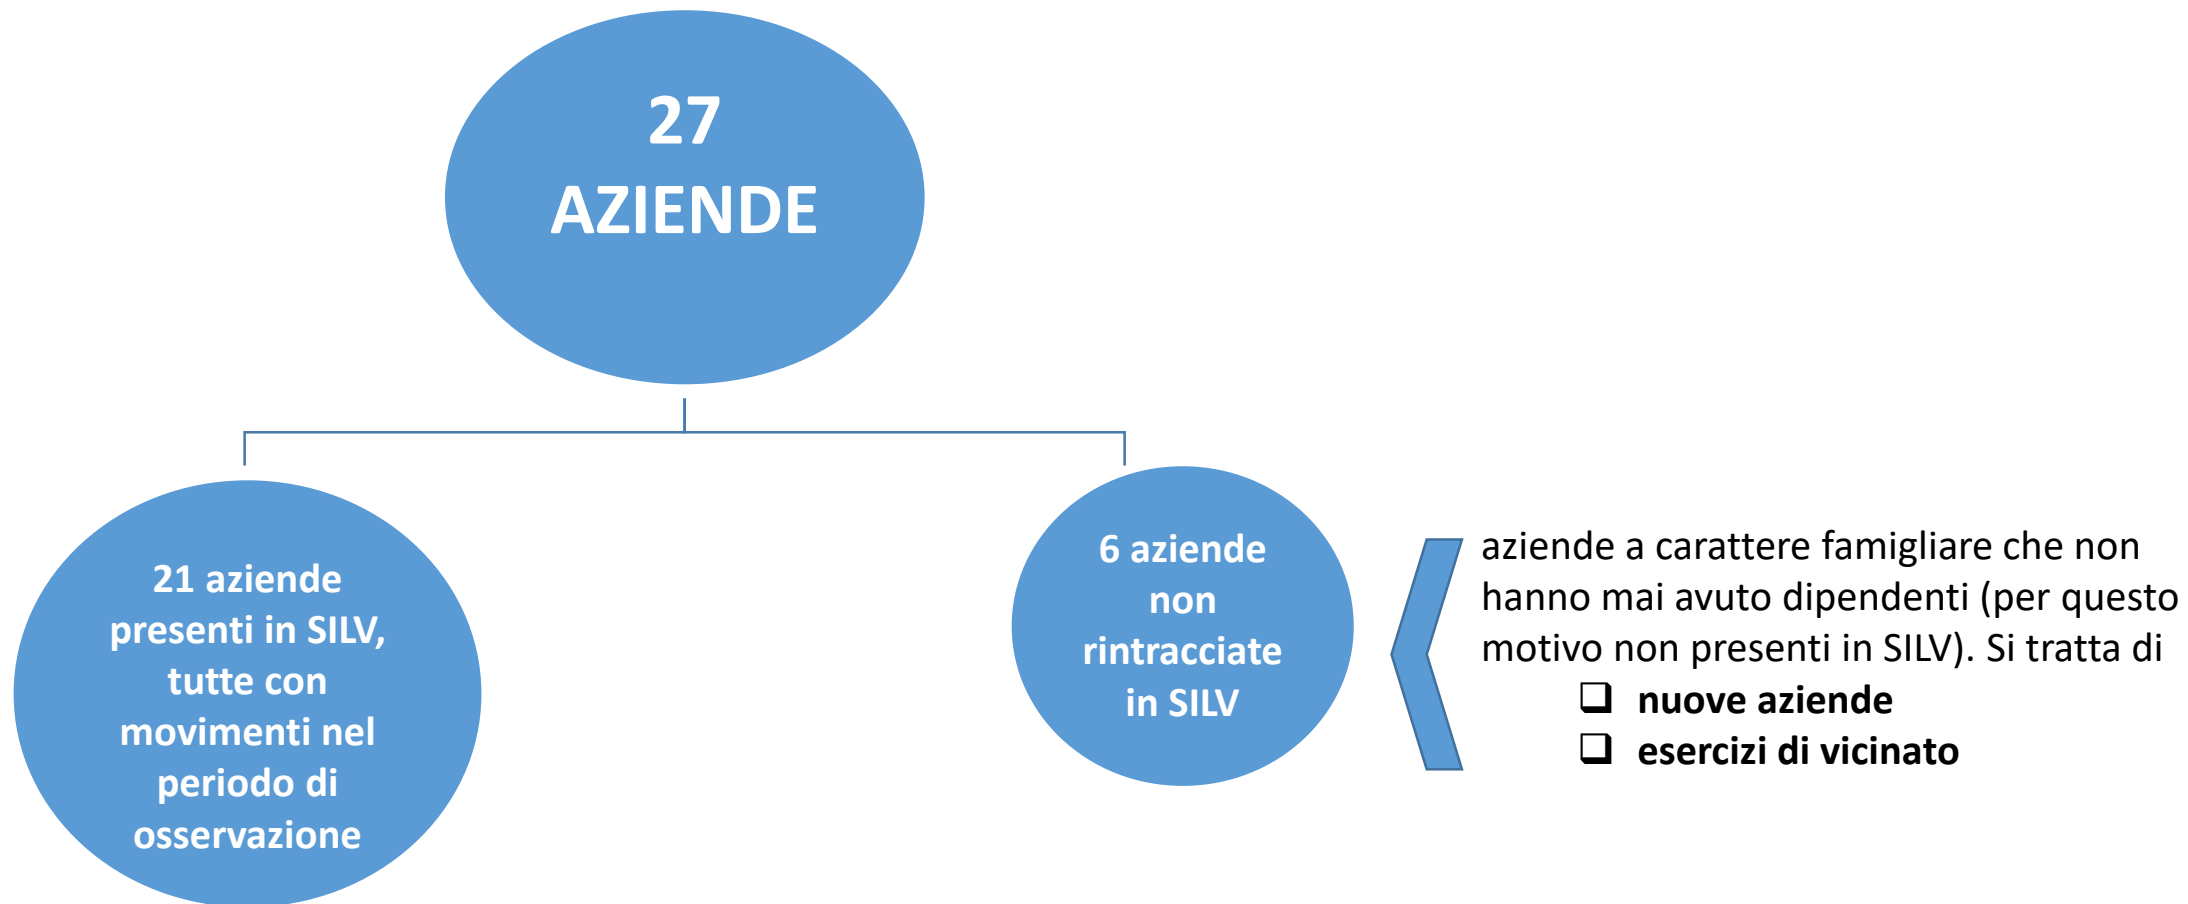 27
AZIENDE
21 aziende
presenti in SILV,
tutte con
movimenti nel
periodo di
osservazione
6 aziende
non
rintracciate
in SILV
aziende a carattere famigliare che non
hanno mai avuto dipendenti (per questo
motivo non presenti in SILV). Si tratta di
❑ nuove aziende
❑ esercizi di vicinato